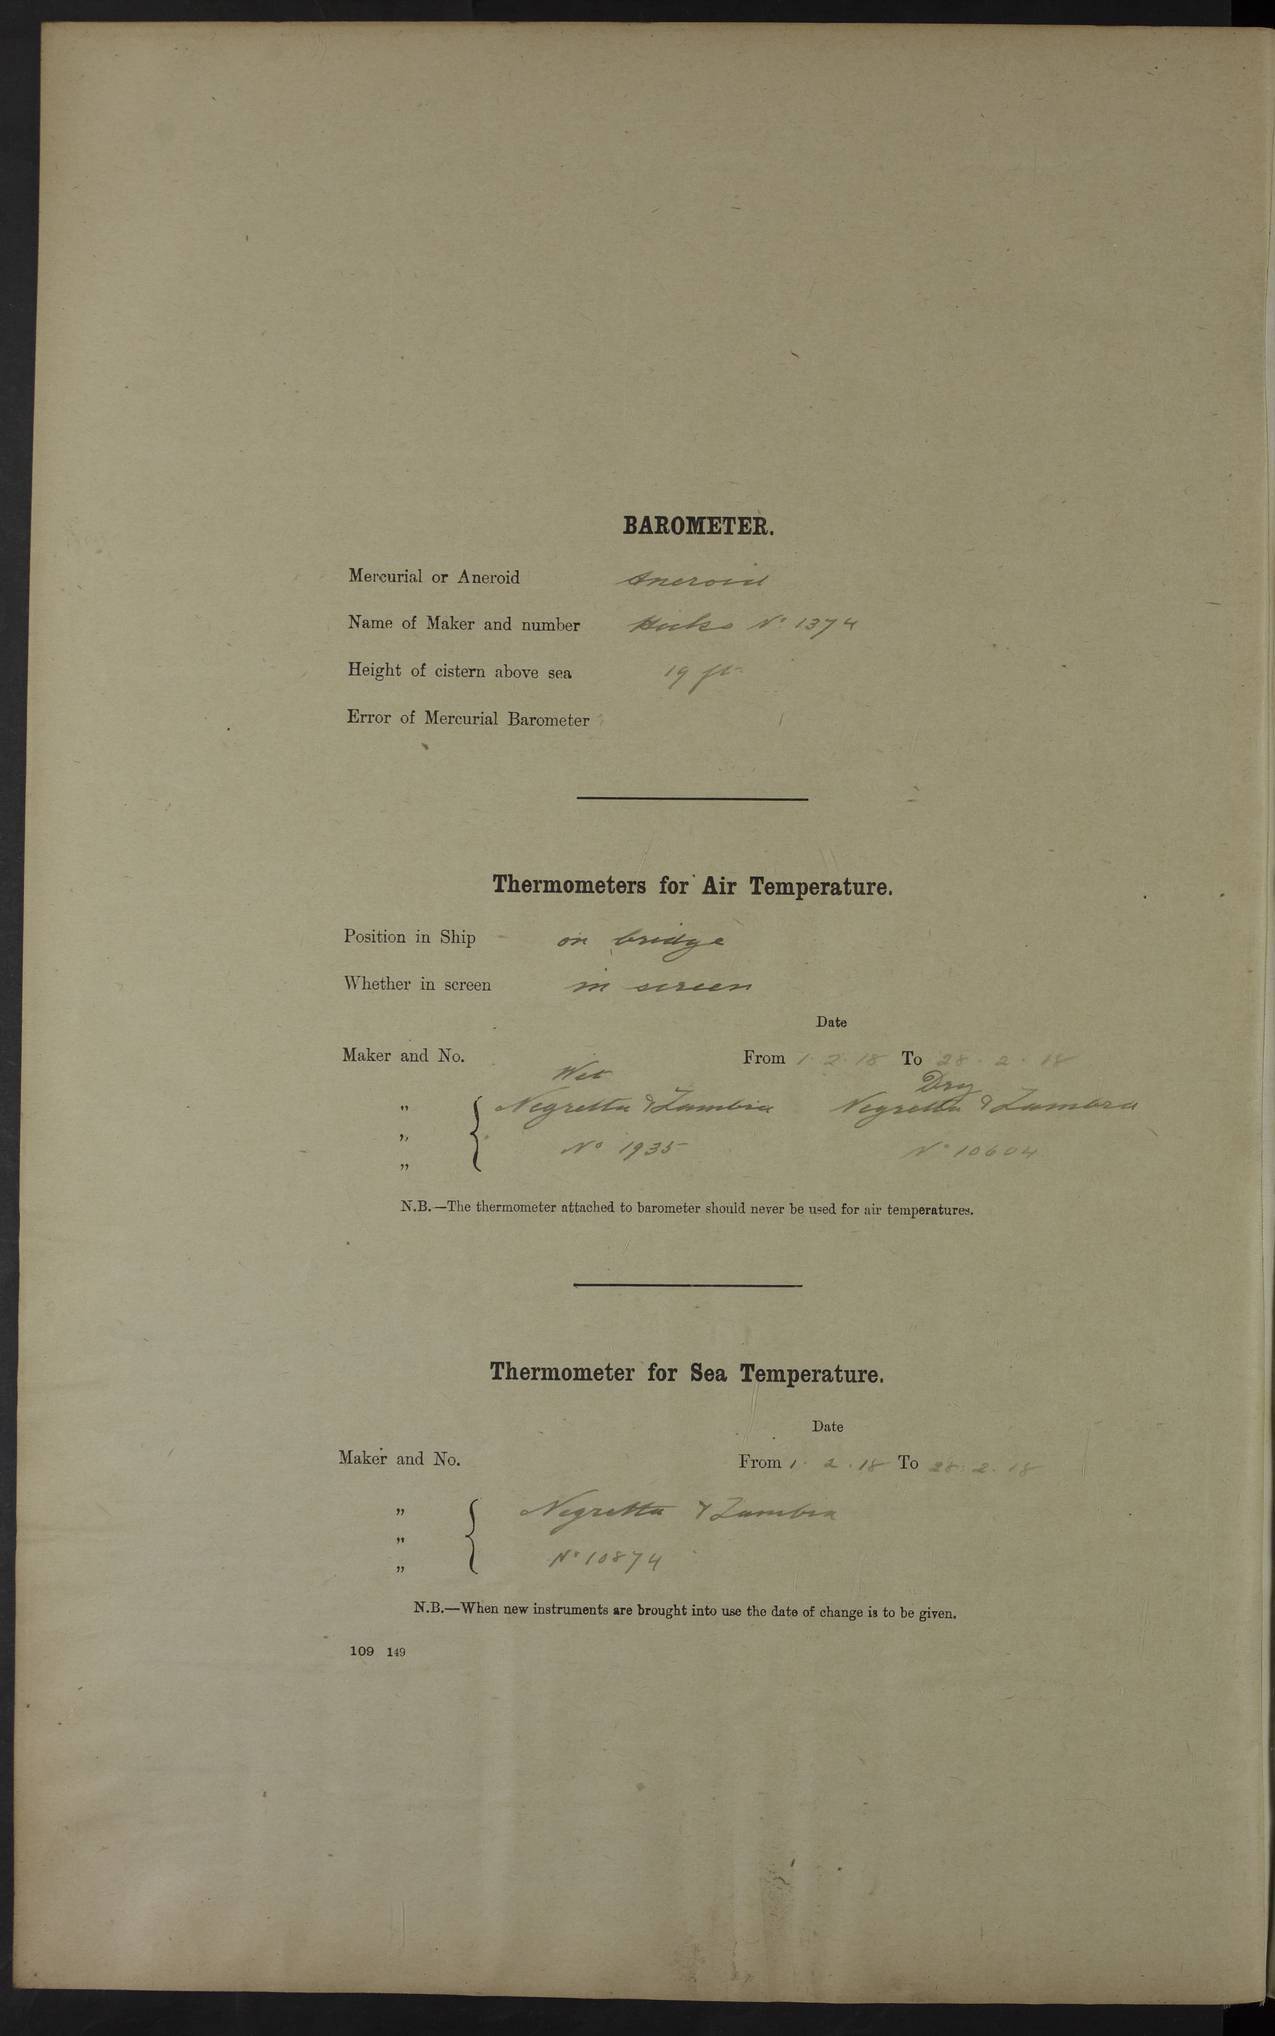 BAROMETER.
Mercurial or Aneroid Aneroid
Name of Maker and number Hicks No 1374
Height of cistern above sea 19 ft
Error of Mercurial Barometer
Thermometers for Air Temperature.
Position in Ship on bridge
Whether in screen in screen
Date
Maker and No. From 1. 2. 18 To 28. 2. 18
Wet Dry
„ { Negretta & Zambra Negretta & Zambra
„ No 1935 No 10604
„
N.B.—The thermometer attached to barometer should never be used for air temperatures.
Thermometer for Sea Temperature.
Date
Maker and No. From 1. 2. 18 To 28. 2. 18
„ { Negretta & Zambra
„
„ No 10874
N.B.—When new instruments are brought into use the date of change is to be given.
109 149